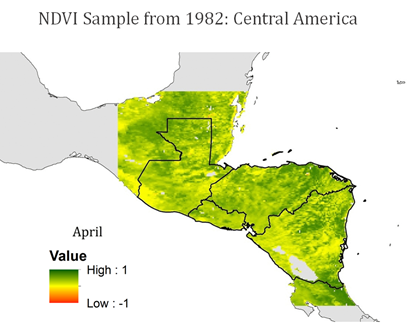 NDVI Sample from 1982: Central America
April
Value
High : 1
Low : -1